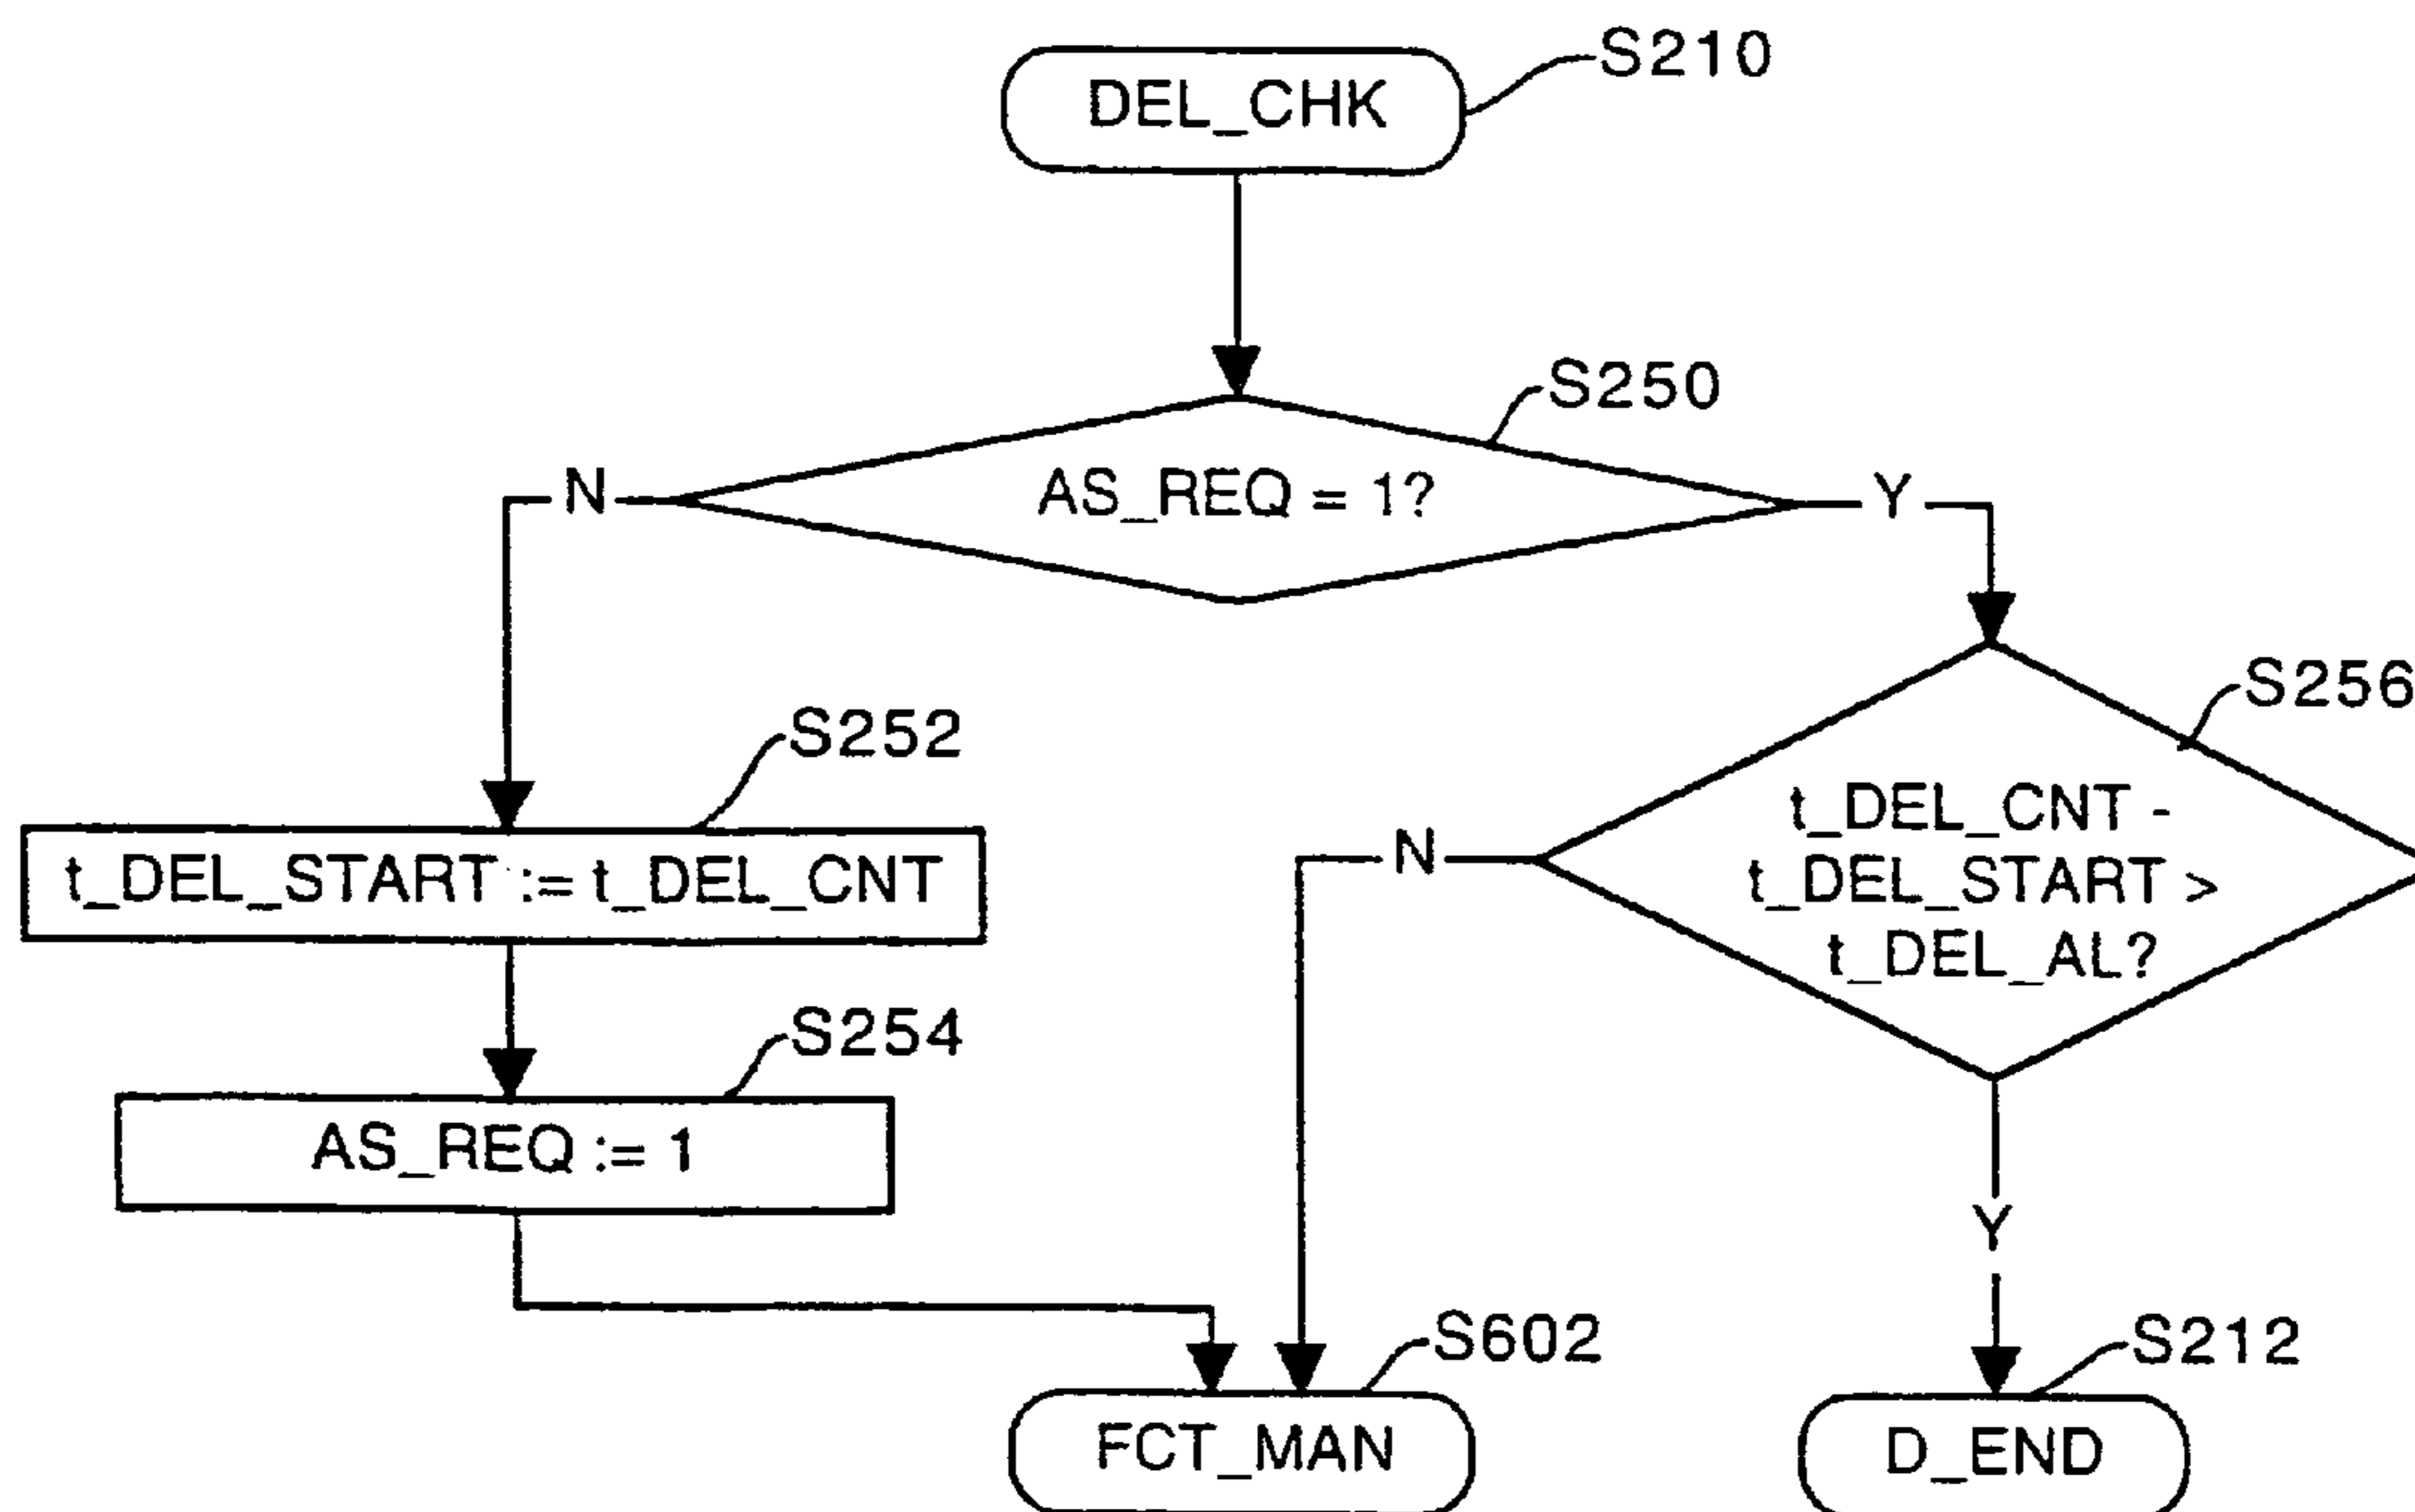 DEL_CHK
S210
S250
AS_REQ = 1?
N
Y
S256
S252
t_DEL_CNT -
t_DEL_START >
t_DEL_AL?
N
t_DEL_START := t_DEL_CNT
S254
AS_REQ := 1
Y
S602
S212
FCT_MAN
D_END